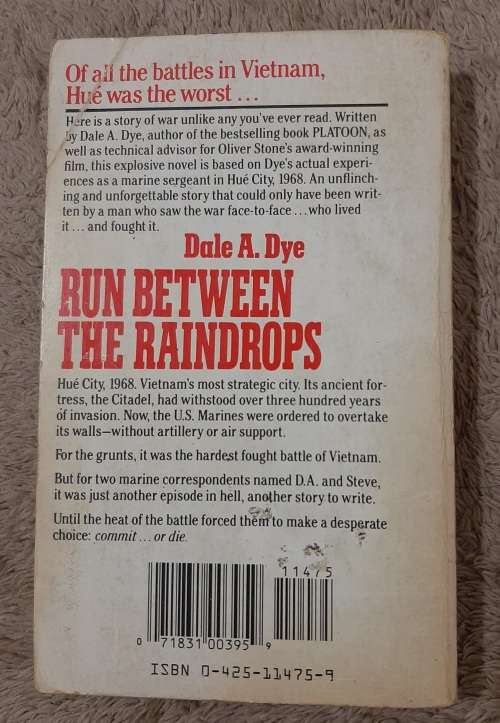 Of all the battles in Vietnam,
Hué was the worst ...
Here is a story of war unlike any you've ever read. Written
by Dale A. Dye, author of the bestselling book PLATOON, as
well as technical advisor for Oliver Stone's award-winning
film, this explosive novel is based on Dye's actual experi-
ences as a marine sergeant in Hué City, 1968. An unflinch-
ing and unforgettable story that could only have been writ-
ten by a man who saw the war face-to-face ... who lived
it ... and fought it.
Dale A. Dye
RUN BETWEEN
THE RAINDROPS
Hué City, 1968. Vietnam's most strategic city. Its ancient for-
tress, the Citadel, had withstood over three hundred years
of invasion. Now, the U.S. Marines were ordered to overtake
its walls—without artillery or air support.
For the grunts, it was the hardest fought battle of Vietnam.
But for two marine correspondents named D.A. and Steve,
it was just another episode in hell, another story to write.
Until the heat of the battle forced them to make a desperate
choice: commit ... or die.
11475
0 71831 00395 9
ISBN 0-425-11475-9